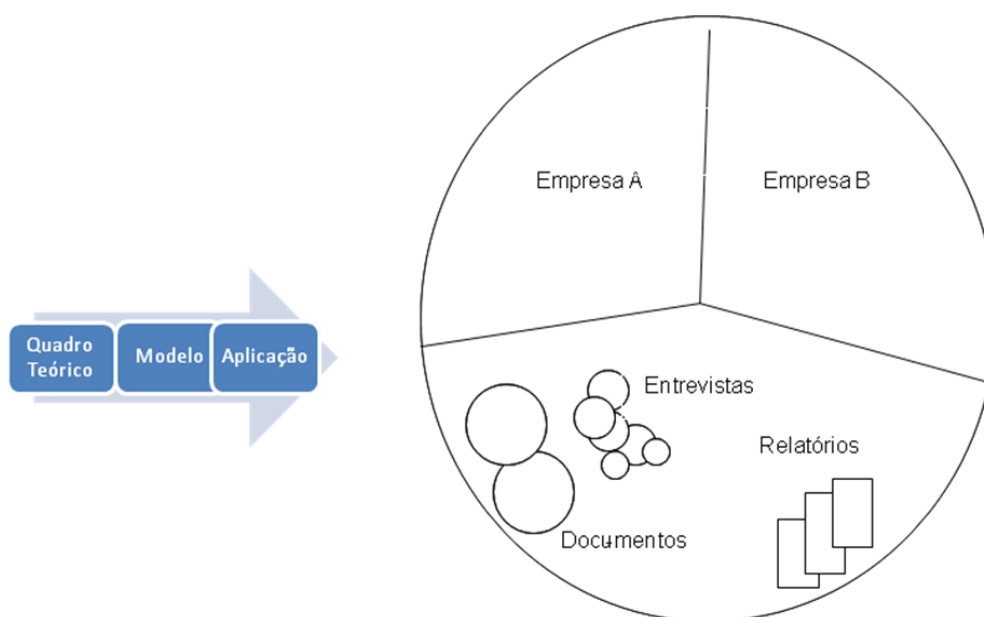 Empresa A
Empresa B
Quadro
Teórico
Modelo
Aplicação
Entrevistas
Relatórios
Documentos